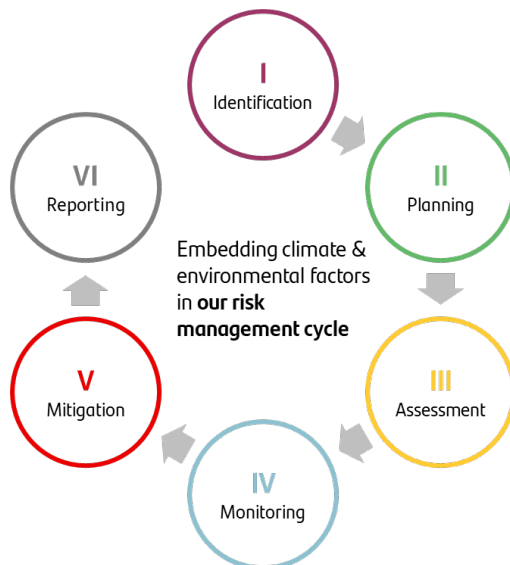 I
Identification
II
Planning
III
Assessment
IV
Monitoring
V
Mitigation
VI
Reporting
Embedding climate &
environmental factors
in our risk
management cycle